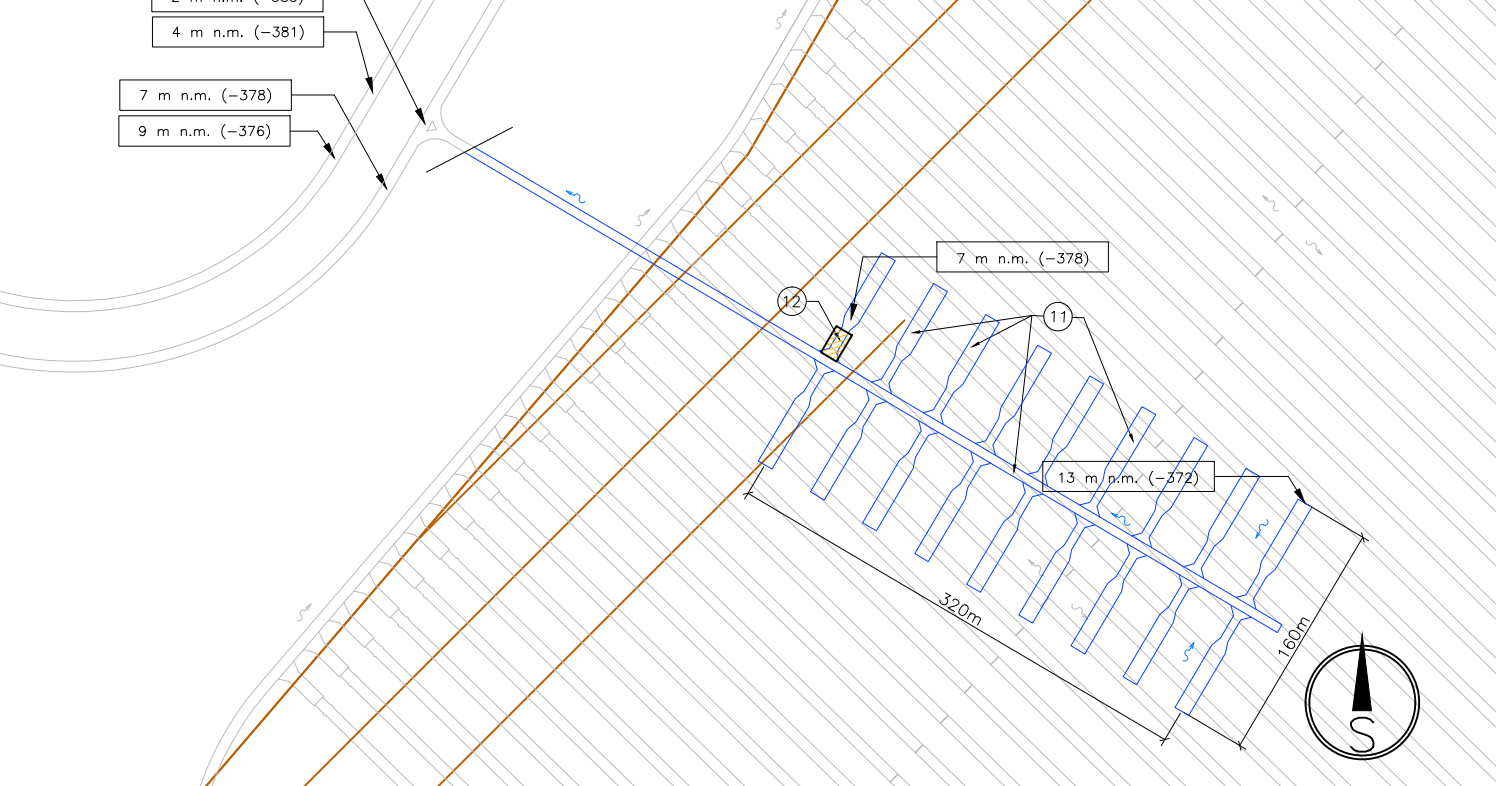 4 m n.m. (-381)
7 m n.m. (-378)
9 m n.m. (-376)
7 m n.m. (-378)
12
11
13 m n.m. (-372)
320m
160m
S